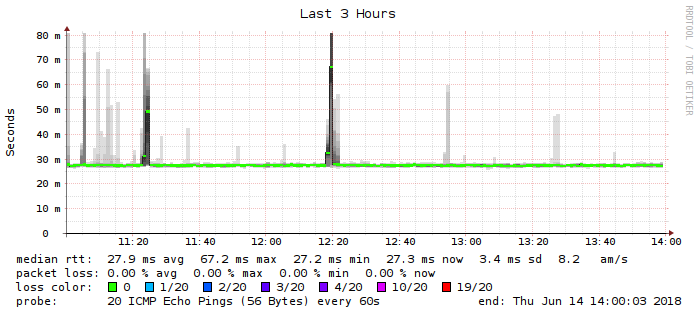 Last 3 Hours
RRDTOOL / TOBI OETIKER
Seconds
80 m
70 m
60 m
50 m
40 m
30 m
20 m
10 m
0
11:20 11:40 12:00 12:20 12:40 13:00 13:20 13:40 14:00
median rtt: 27.9 ms avg 67.2 ms max 27.2 ms min 27.3 ms now 3.4 ms sd 8.2 am/s
packet loss: 0.00 % avg 0.00 % max 0.00 % min 0.00 % now
loss color: 0 1/20 2/20 3/20 4/20 10/20 19/20
probe: 20 ICMP Echo Pings (56 Bytes) every 60s end: Thu Jun 14 14:00:03 2018